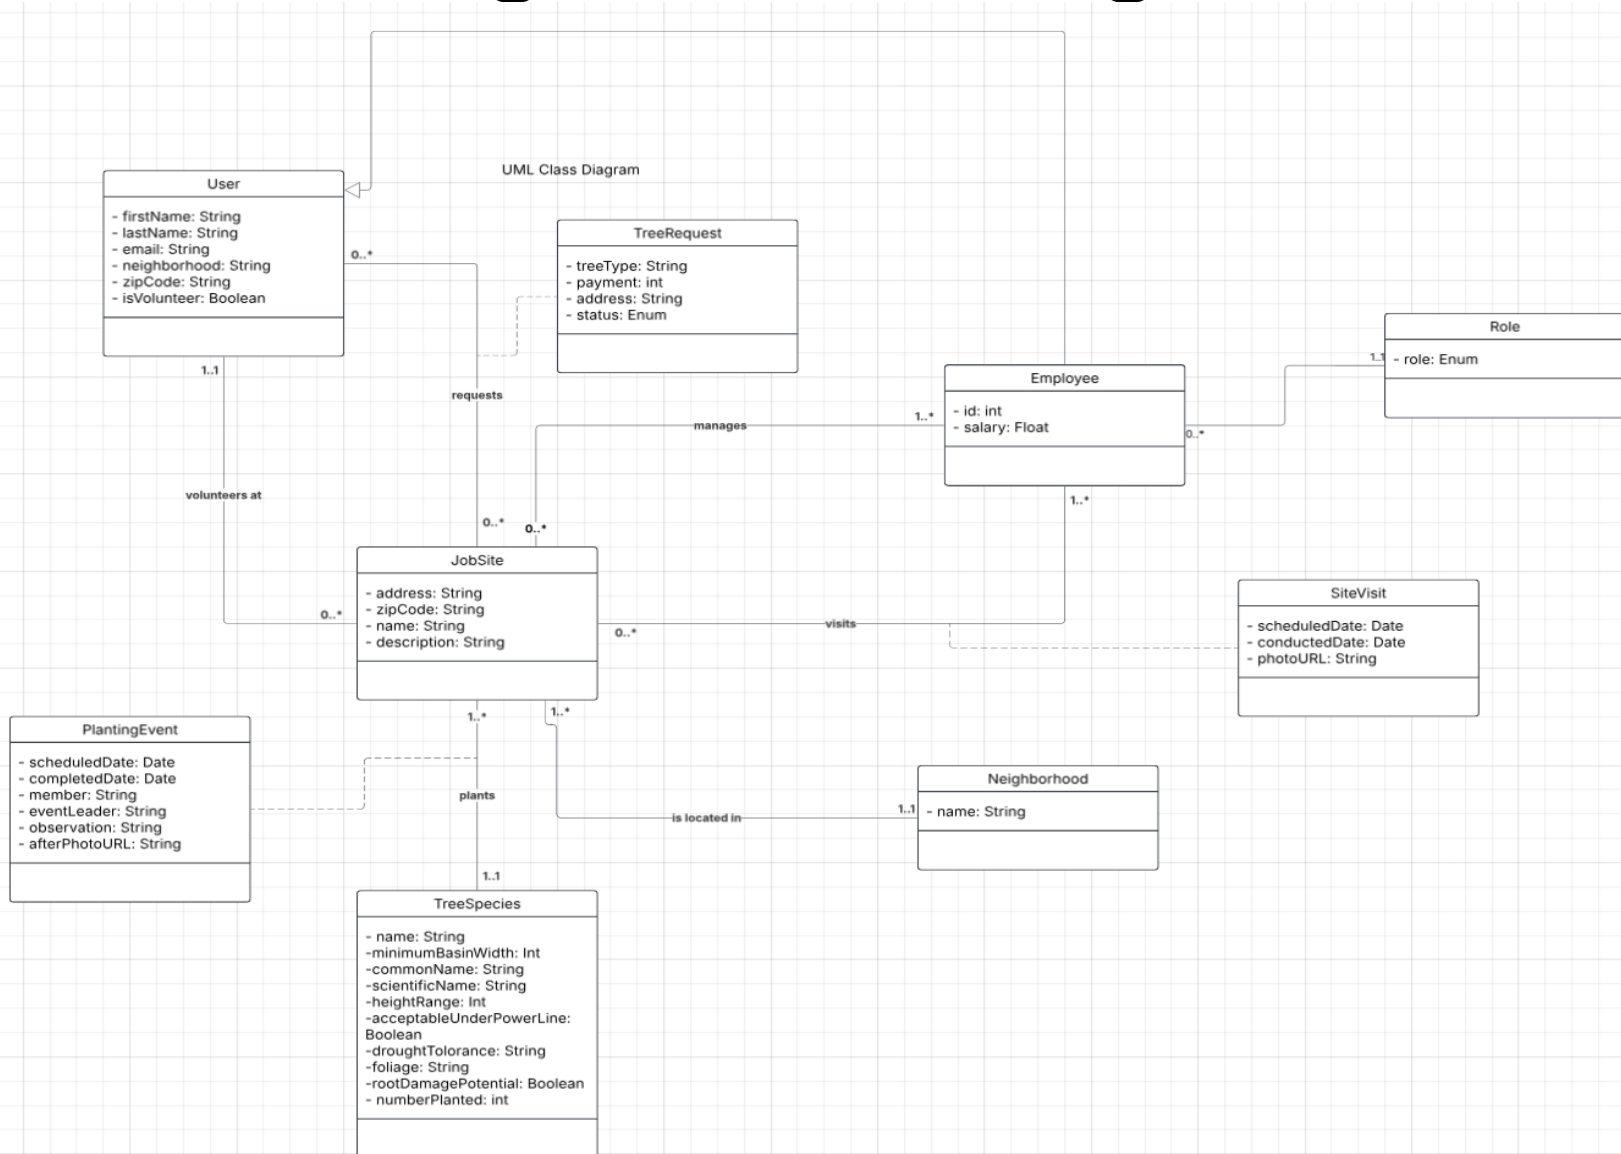 UML Class Diagram
User
- firstName: String
- lastName: String
- email: String
- neighborhood: String
- zipCode: String
- isVolunteer: Boolean
0..*
1..1
TreeRequest
- treeType: String
- payment: int
- address: String
- status: Enum
requests
manages
volunteers at
Employee
- id: int
- salary: Float
1..*
0..*
1..*
Role
- role: Enum
1..1
0..*
0..*
0..*
0..*
JobSite
- address: String
- zipCode: String
- name: String
- description: String
visits
1..*
1..*
SiteVisit
- scheduledDate: Date
- conductedDate: Date
- photoURL: String
PlantingEvent
- scheduledDate: Date
- completedDate: Date
- member: String
- eventLeader: String
- observation: String
- afterPhotoURL: String
plants
is located in
1..1
Neighborhood
- name: String
1..1
TreeSpecies
- name: String
-minimumBasinWidth: Int
-commonName: String
-scientificName: String
-heightRange: Int
-acceptableUnderPowerLine:
Boolean
-droughtTolorance: String
-foliage: String
-rootDamagePotential: Boolean
- numberPlanted: int